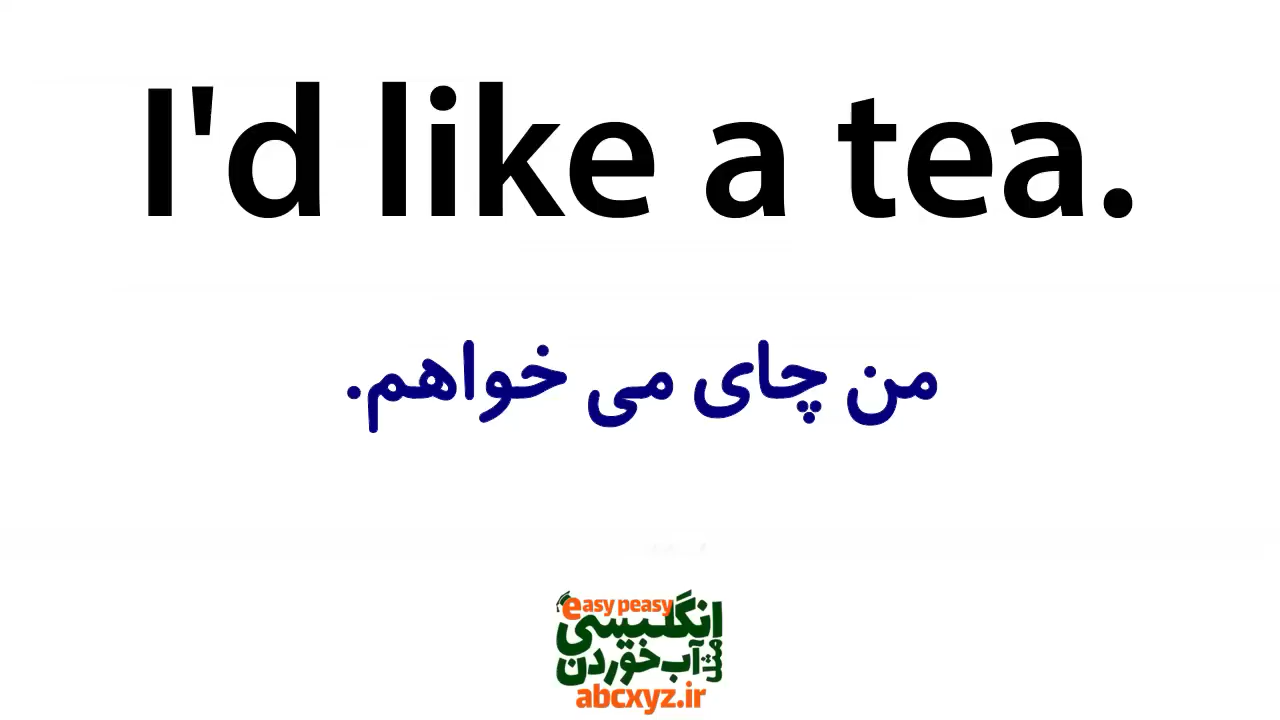 I'd like a tea.
من چای می خواهم.
easy peasy
انگلیسی
مثل آب خوردن
abcxyz.ir